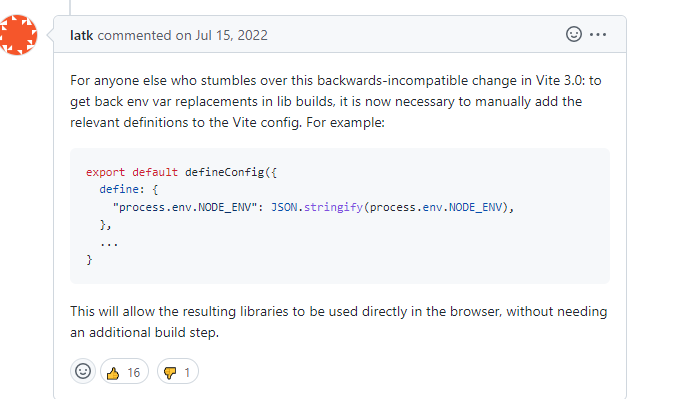 latk commented on Jul 15, 2022
For anyone else who stumbles over this backwards-incompatible change in Vite 3.0: to
get back env var replacements in lib builds, it is now necessary to manually add the
relevant definitions to the Vite config. For example:
export default defineConfig({
  define: {
    "process.env.NODE_ENV": JSON.stringify(process.env.NODE_ENV),
  },
  ...
}
This will allow the resulting libraries to be used directly in the browser, without needing
an additional build step.
16 1